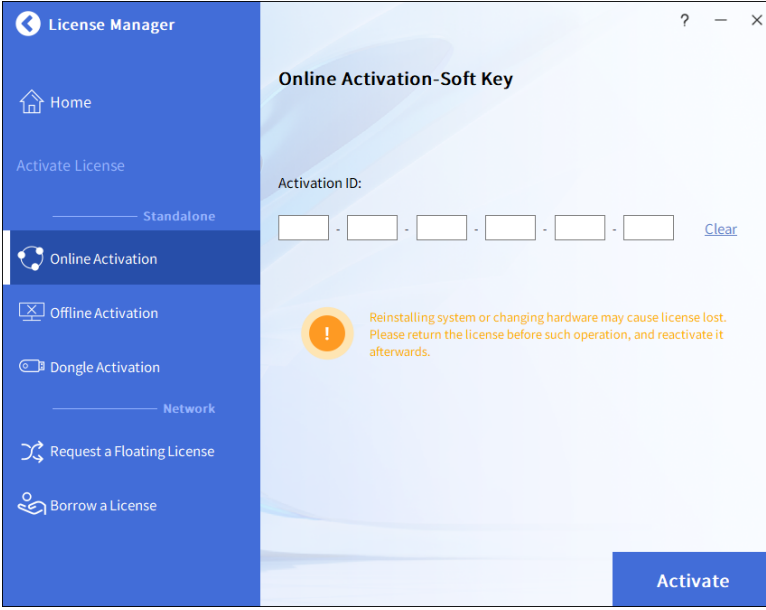 License Manager
?
Home
Activate License
Standalone
Online Activation
Offline Activation
Dongle Activation
Network
Request a Floating License
Borrow a License
Online Activation-Soft Key
Activation ID:
- - - - -
Clear
!
Reinstalling system or changing hardware may cause license lost.
Please return the license before such operation, and reactivate it
afterwards.
Activate